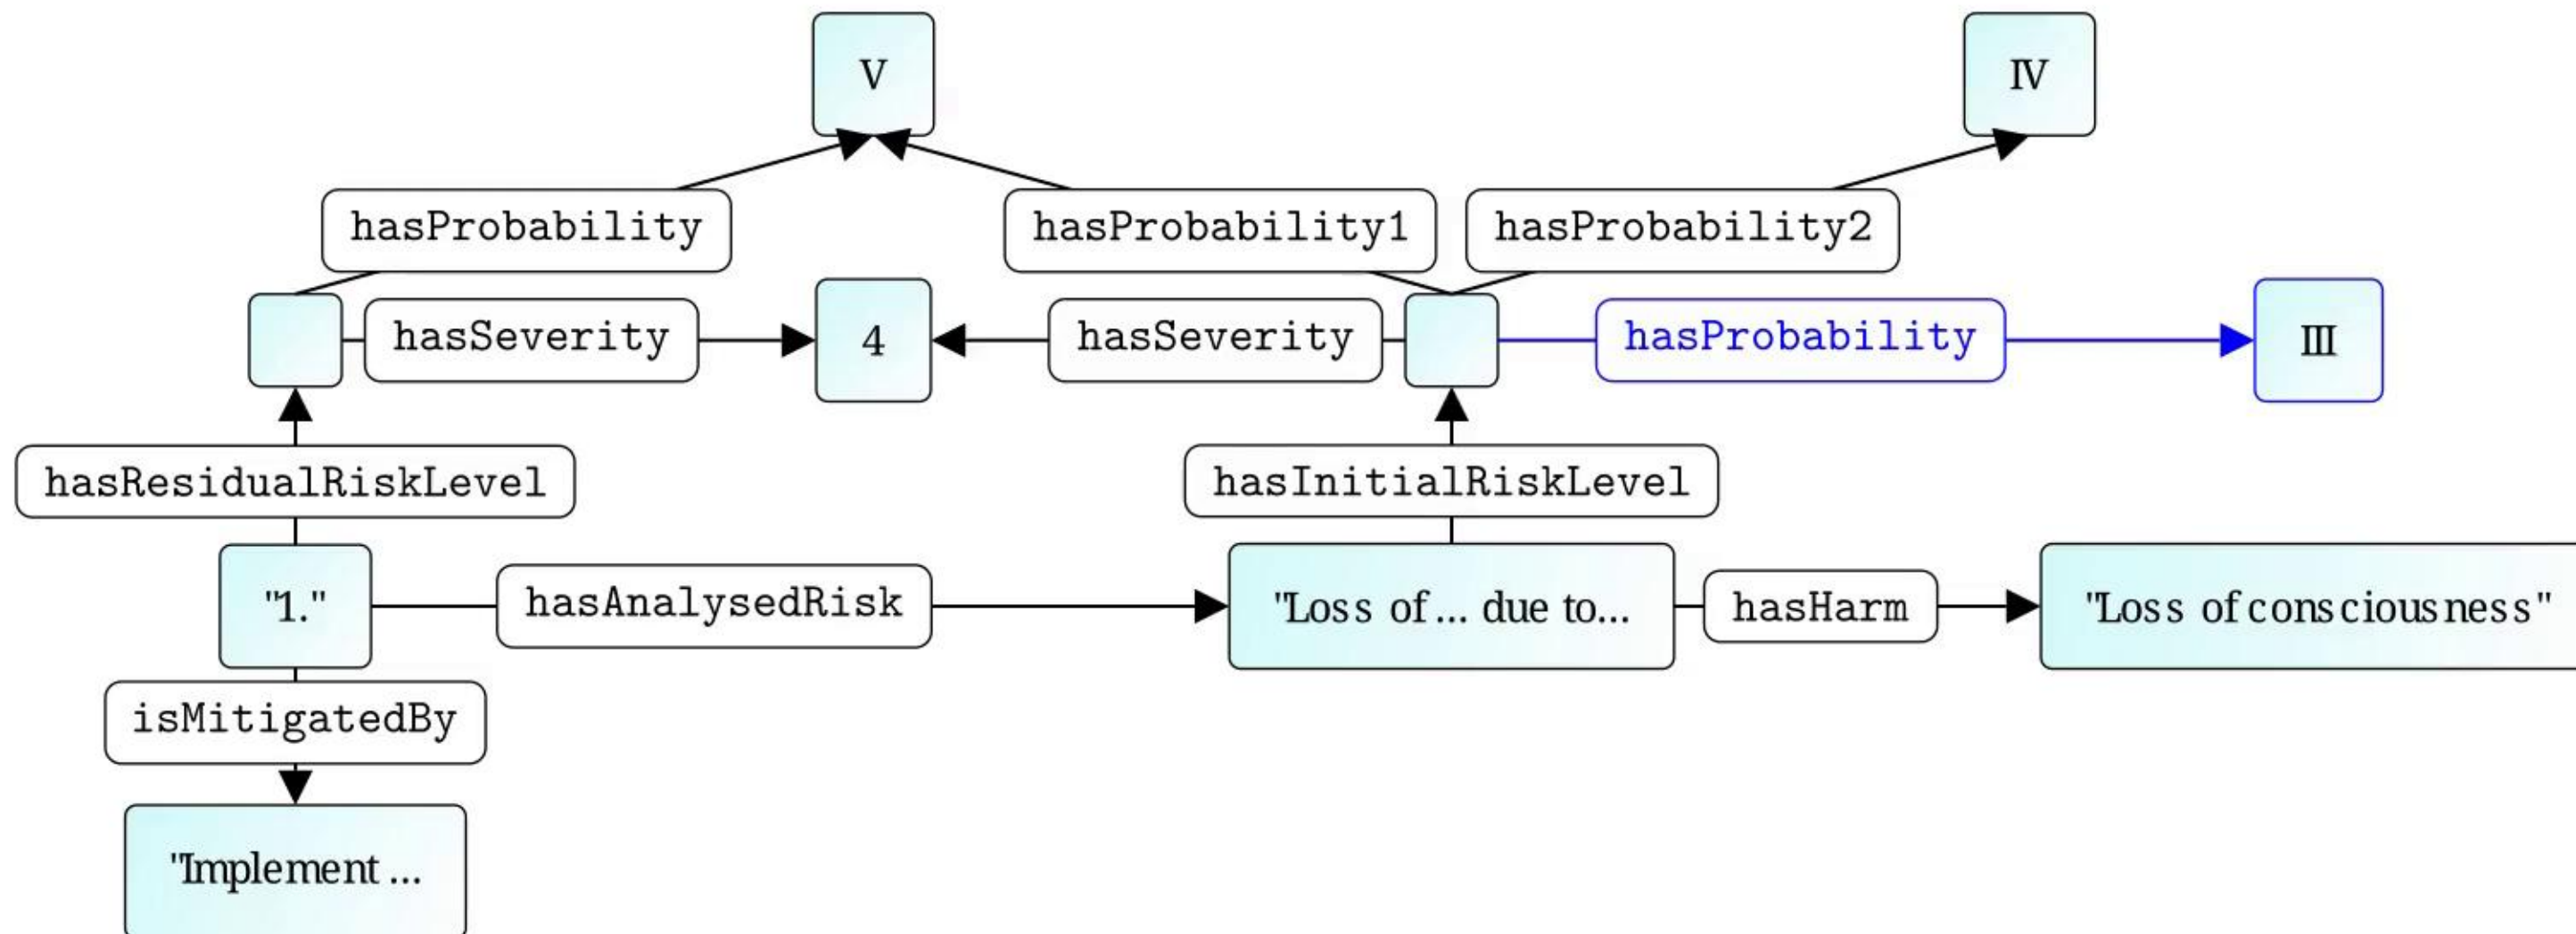 V
IV
hasProbability
hasProbability1
hasProbability2
hasSeverity
4
hasSeverity
hasProbability
III
hasResidualRiskLevel
hasInitialRiskLevel
"1."
hasAnalysedRisk
"Loss of ... due to...
hasHarm
"Loss of consciousness"
isMitigatedBy
"Implement ...